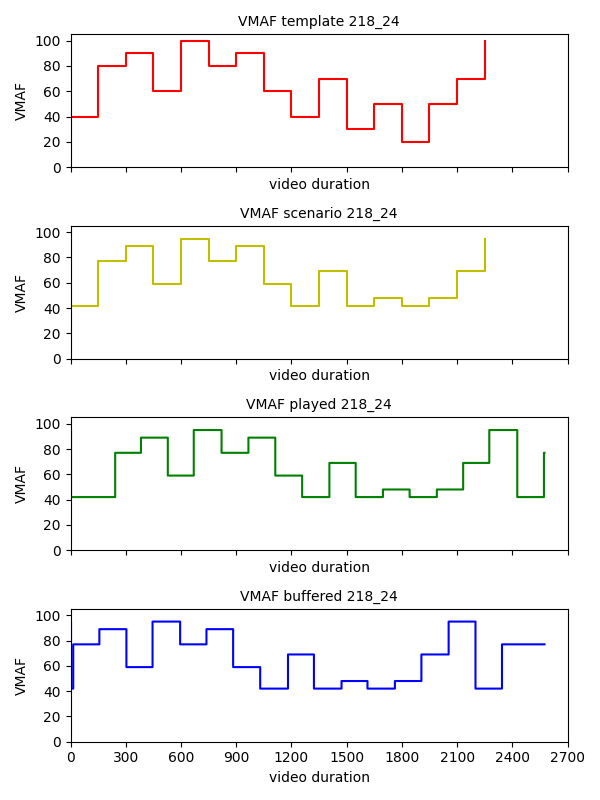 VMAF template 218_24
100
80
60
40
20
0
VMAF
video duration
VMAF scenario 218_24
100
80
60
40
20
0
VMAF
video duration
VMAF played 218_24
100
80
60
40
20
0
VMAF
video duration
VMAF buffered 218_24
100
80
60
40
20
0
VMAF
0 300 600 900 1200 1500 1800 2100 2400 2700
video duration